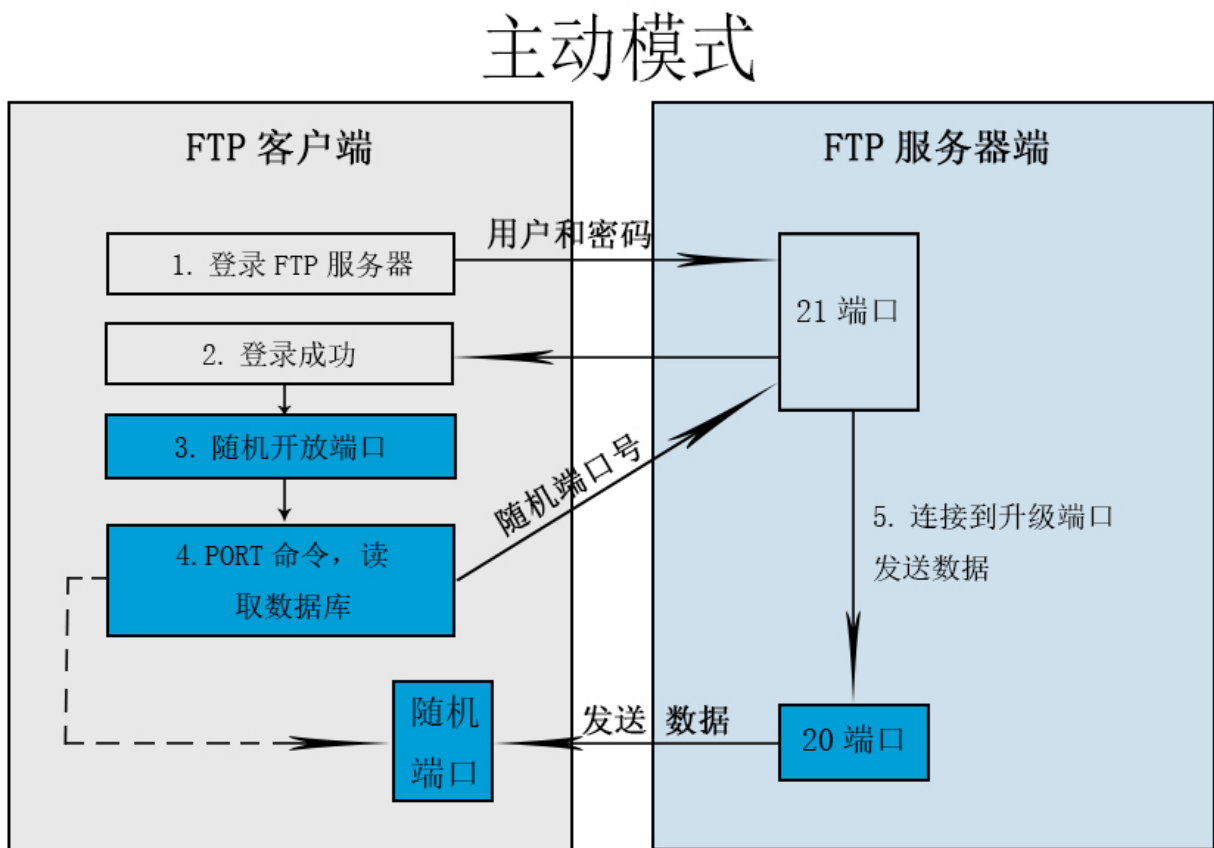 主动模式
FTP 客户端
FTP 服务器端
用户和密码
1. 登录 FTP 服务器
21 端口
2. 登录成功
3. 随机开放端口
随机端口号
4.PORT 命令，读
取数据库
5. 连接到升级端口
发送数据
随机
端口
发送 数据
20 端口